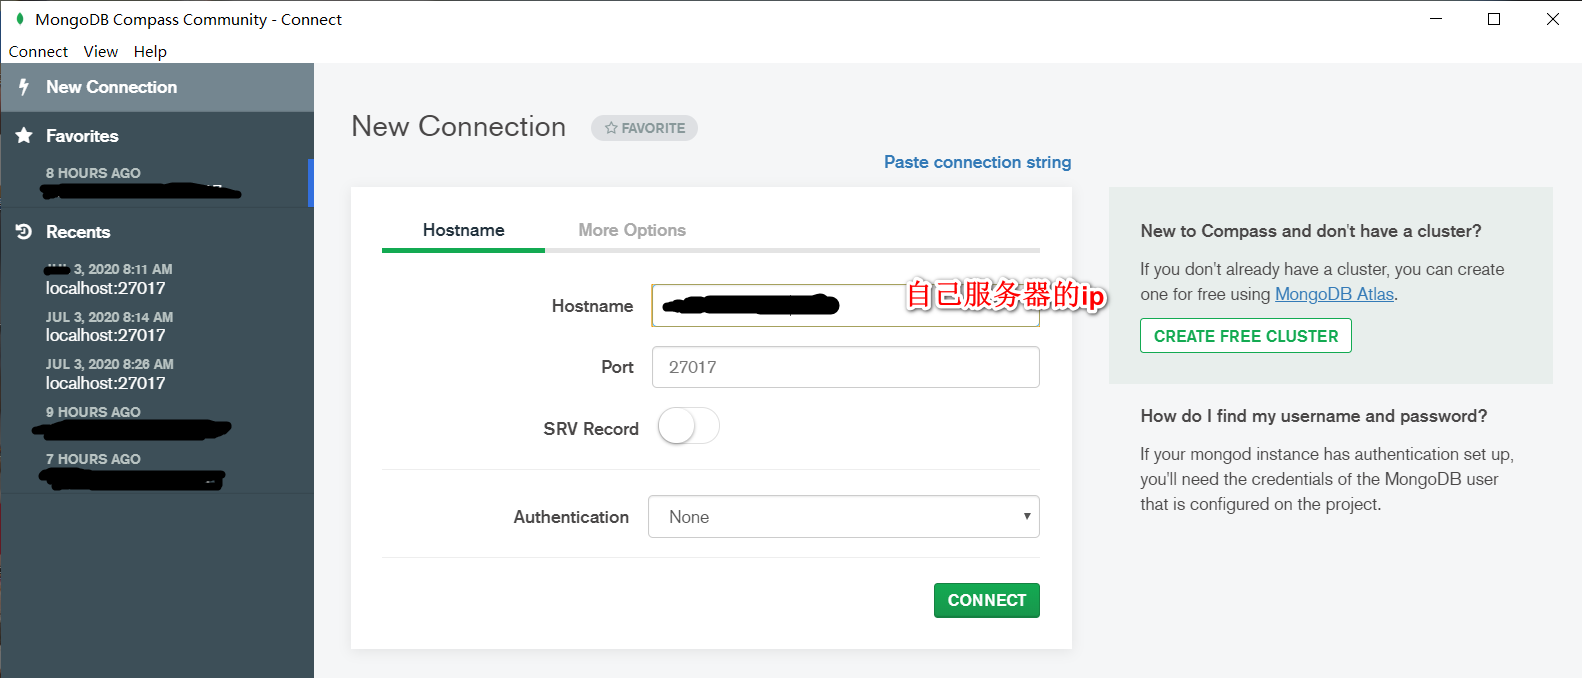 MongoDB Compass Community - Connect
Connect View Help
New Connection
Favorites
8 HOURS AGO
Recents
3, 2020 8:11 AM
localhost:27017
JUL 3, 2020 8:14 AM
localhost:27017
JUL 3, 2020 8:26 AM
localhost:27017
9 HOURS AGO
7 HOURS AGO
New Connection
FAVORITE
Paste connection string
Hostname
More Options
Hostname
自己服务器的ip
Port
27017
SRV Record
Authentication
None
CONNECT
New to Compass and don't have a cluster?
If you don't already have a cluster, you can create
one for free using MongoDB Atlas.
CREATE FREE CLUSTER
How do I find my username and password?
If your mongod instance has authentication set up,
you'll need the credentials of the MongoDB user
that is configured on the project.